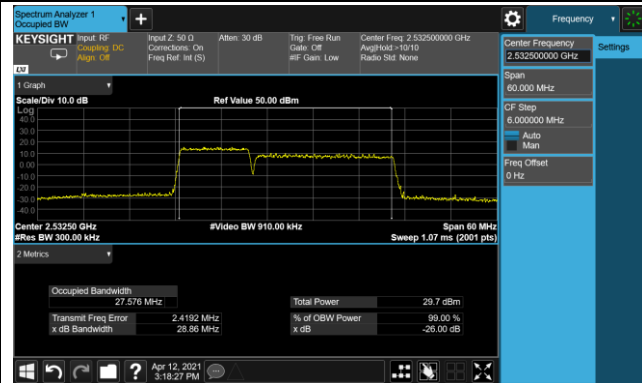 Spectrum Analyzer 1
Occupied BW
Frequency
KEYSIGHT
Input: RF
Coupling: DC
Align: Off
Input Z: 50 Ω
Corrections: On
Freq Ref: Int (S)
Atten: 30 dB
Trig: Free Run
Gate: Off
#IF Gain: Low
Center Freq: 2.532500000 GHz
Avg|Hold:>10/10
Radio Std: None
LXI
Center Frequency
2.532500000 GHz
Settings
Span
60.000 MHz
CF Step
6.000000 MHz
Auto
Man
Freq Offset
0 Hz
1 Graph
Scale/Div 10.0 dB
Ref Value 50.00 dBm
Log
40.0
30.0
20.0
10.0
0.00
-10.0
-20.0
-30.0
-40.0
Center 2.53250 GHz
#Video BW 910.00 kHz
Span 60 MHz
#Res BW 300.00 kHz
Sweep 1.07 ms (2001 pts)
2 Metrics
Occupied Bandwidth
27.576 MHz
Total Power
29.7 dBm
Transmit Freq Error
2.4192 MHz
% of OBW Power
99.00 %
x dB Bandwidth
28.86 MHz
x dB
-26.00 dB
Apr 12, 2021
3:18:27 PM